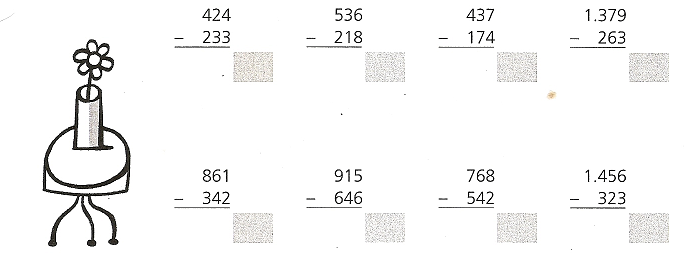 424 536 437 1.379
− 233 − 218 − 174 − 263
861 915 768 1.456
− 342 − 646 − 542 − 323